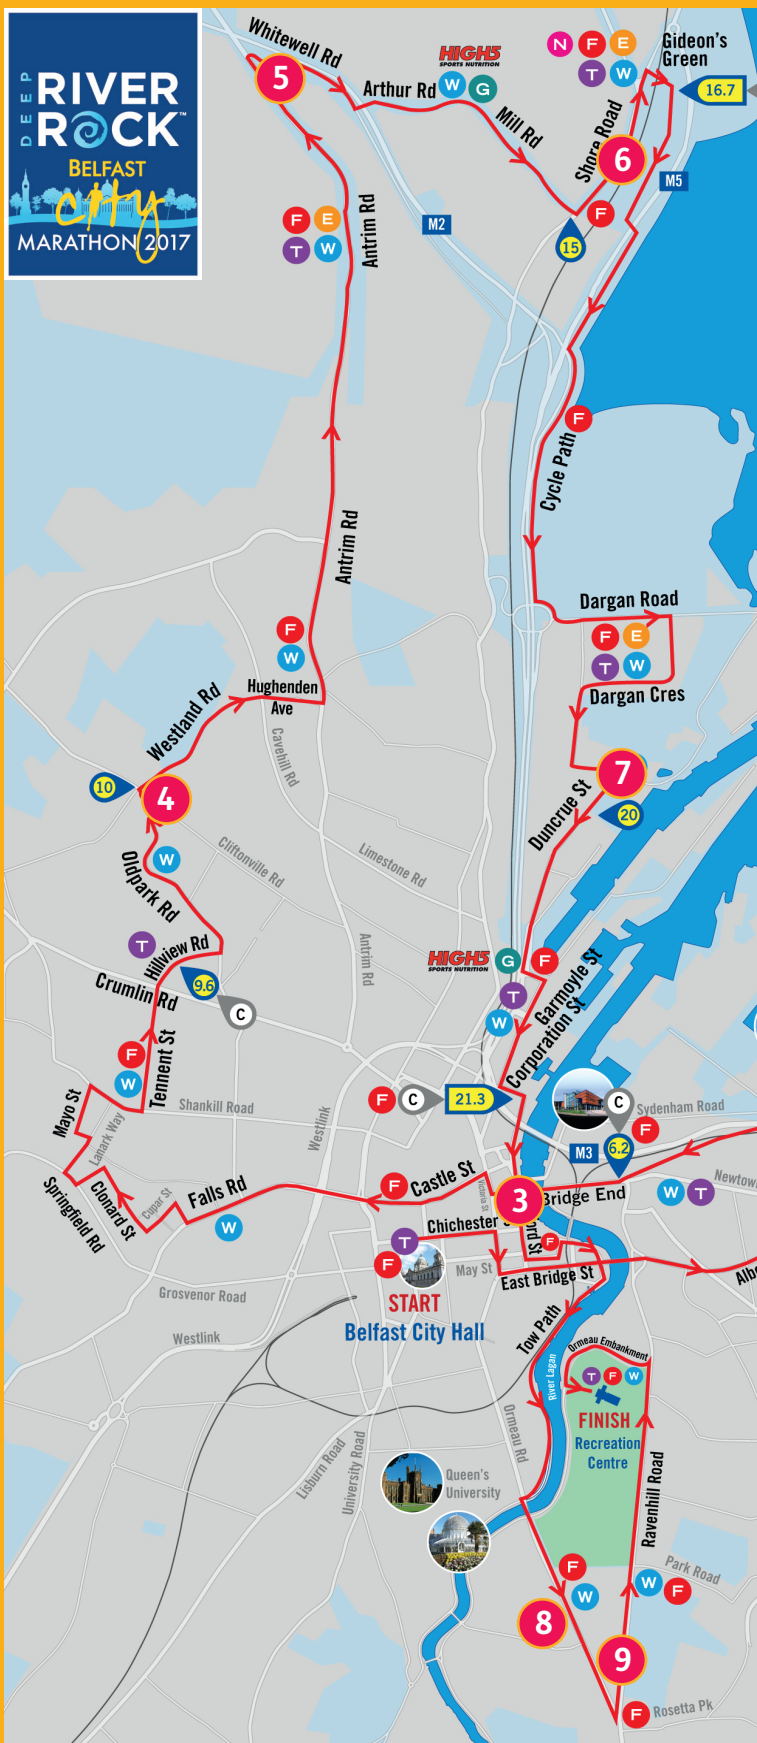 DEEP
RIVER
ROCK™
BELFAST
city
MARATHON 2017
Whitewell Rd
5
HIGH5
SPORTS NUTRITION
Arthur Rd
W
G
Mill Rd
N
F
E
T
W
Gideon's
Green
16.7
Shore Road
6
M5
F
15
M2
F
E
T
W
Antrim Rd
F
Cycle Path
Antrim Rd
Dargan Road
F
E
T
W
Dargan Cres
F
W
Hughenden
Ave
Westland Rd
Cavehill Rd
10
4
7
20
Duncrue St
W
Oldpark Rd
Cliftonville Rd
Limestone Rd
T
Hillview Rd
Antrim Rd
HIGH5
SPORTS NUTRITION
G
F
Crumlin Rd
9.6
C
T
W
Garmoyle St
Corporation St
Tennent St
F
W
Mayo St
Lanark Way
Shankill Road
Westlink
F
C
21.3
C
Sydenham Road
F
M3
6.2
Springfield Rd
Clonard St
Cupar St
Falls Rd
W
F
Castle St
Victoria St
3
Bridge End
W
T
Newtow
Chichester
ord St
F
T
F
May St
East Bridge St
Albe
START
Belfast City Hall
Grosvenor Road
Westlink
Tow Path
River Lagan
Ormeau Embankment
T
F
W
FINISH
Recreation
Centre
Ormeau Rd
Lisburn Road
University Road
Queen's
University
Ravenhill Road
Park Road
F
W
W
F
8
9
F
Rosetta Pk